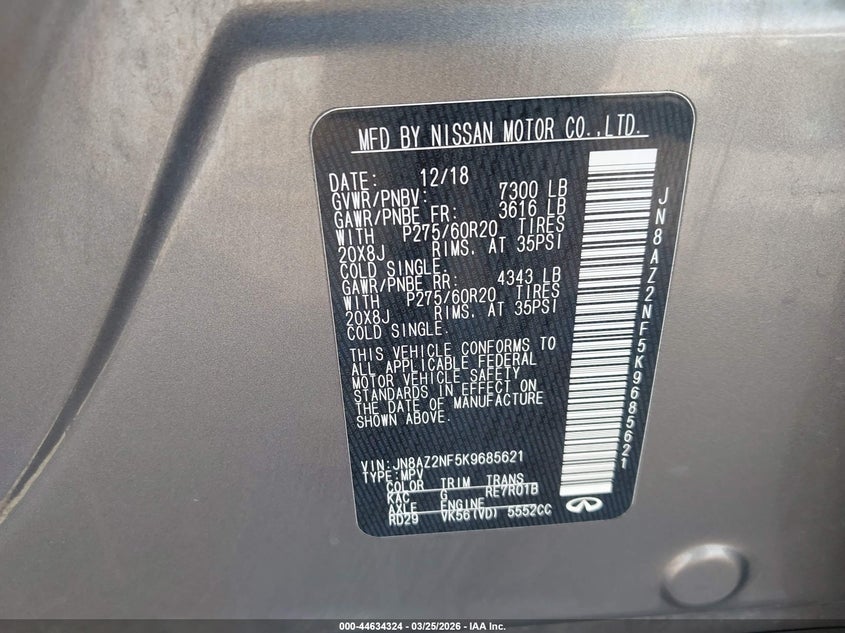 MFD BY NISSAN MOTOR CO.,LTD.
DATE: 12/18
GVWR/PNBV: 7300 LB
GAWR/PNBE FR: 3616 LB
WITH P275/60R20 TIRES
20X8J RIMS. AT 35PSI
COLD SINGLE.
GAWR/PNBE RR: 4343 LB
WITH P275/60R20 TIRES
20X8J RIMS. AT 35PSI
COLD SINGLE.
THIS VEHICLE CONFORMS TO
ALL APPLICABLE FEDERAL
MOTOR VEHICLE SAFETY
STANDARDS IN EFFECT ON
THE DATE OF MANUFACTURE
SHOWN ABOVE.
VIN: JN8AZ2NF5K9685621
TYPE: MPV
COLOR TRIM TRANS
KAC G RE7R01B
AXLE ENGINE
RD29 VK56(VD) 5552CC
JN8AZ2NF5K9685621
000-44634324 | 03/25/2026 - IAA Inc.